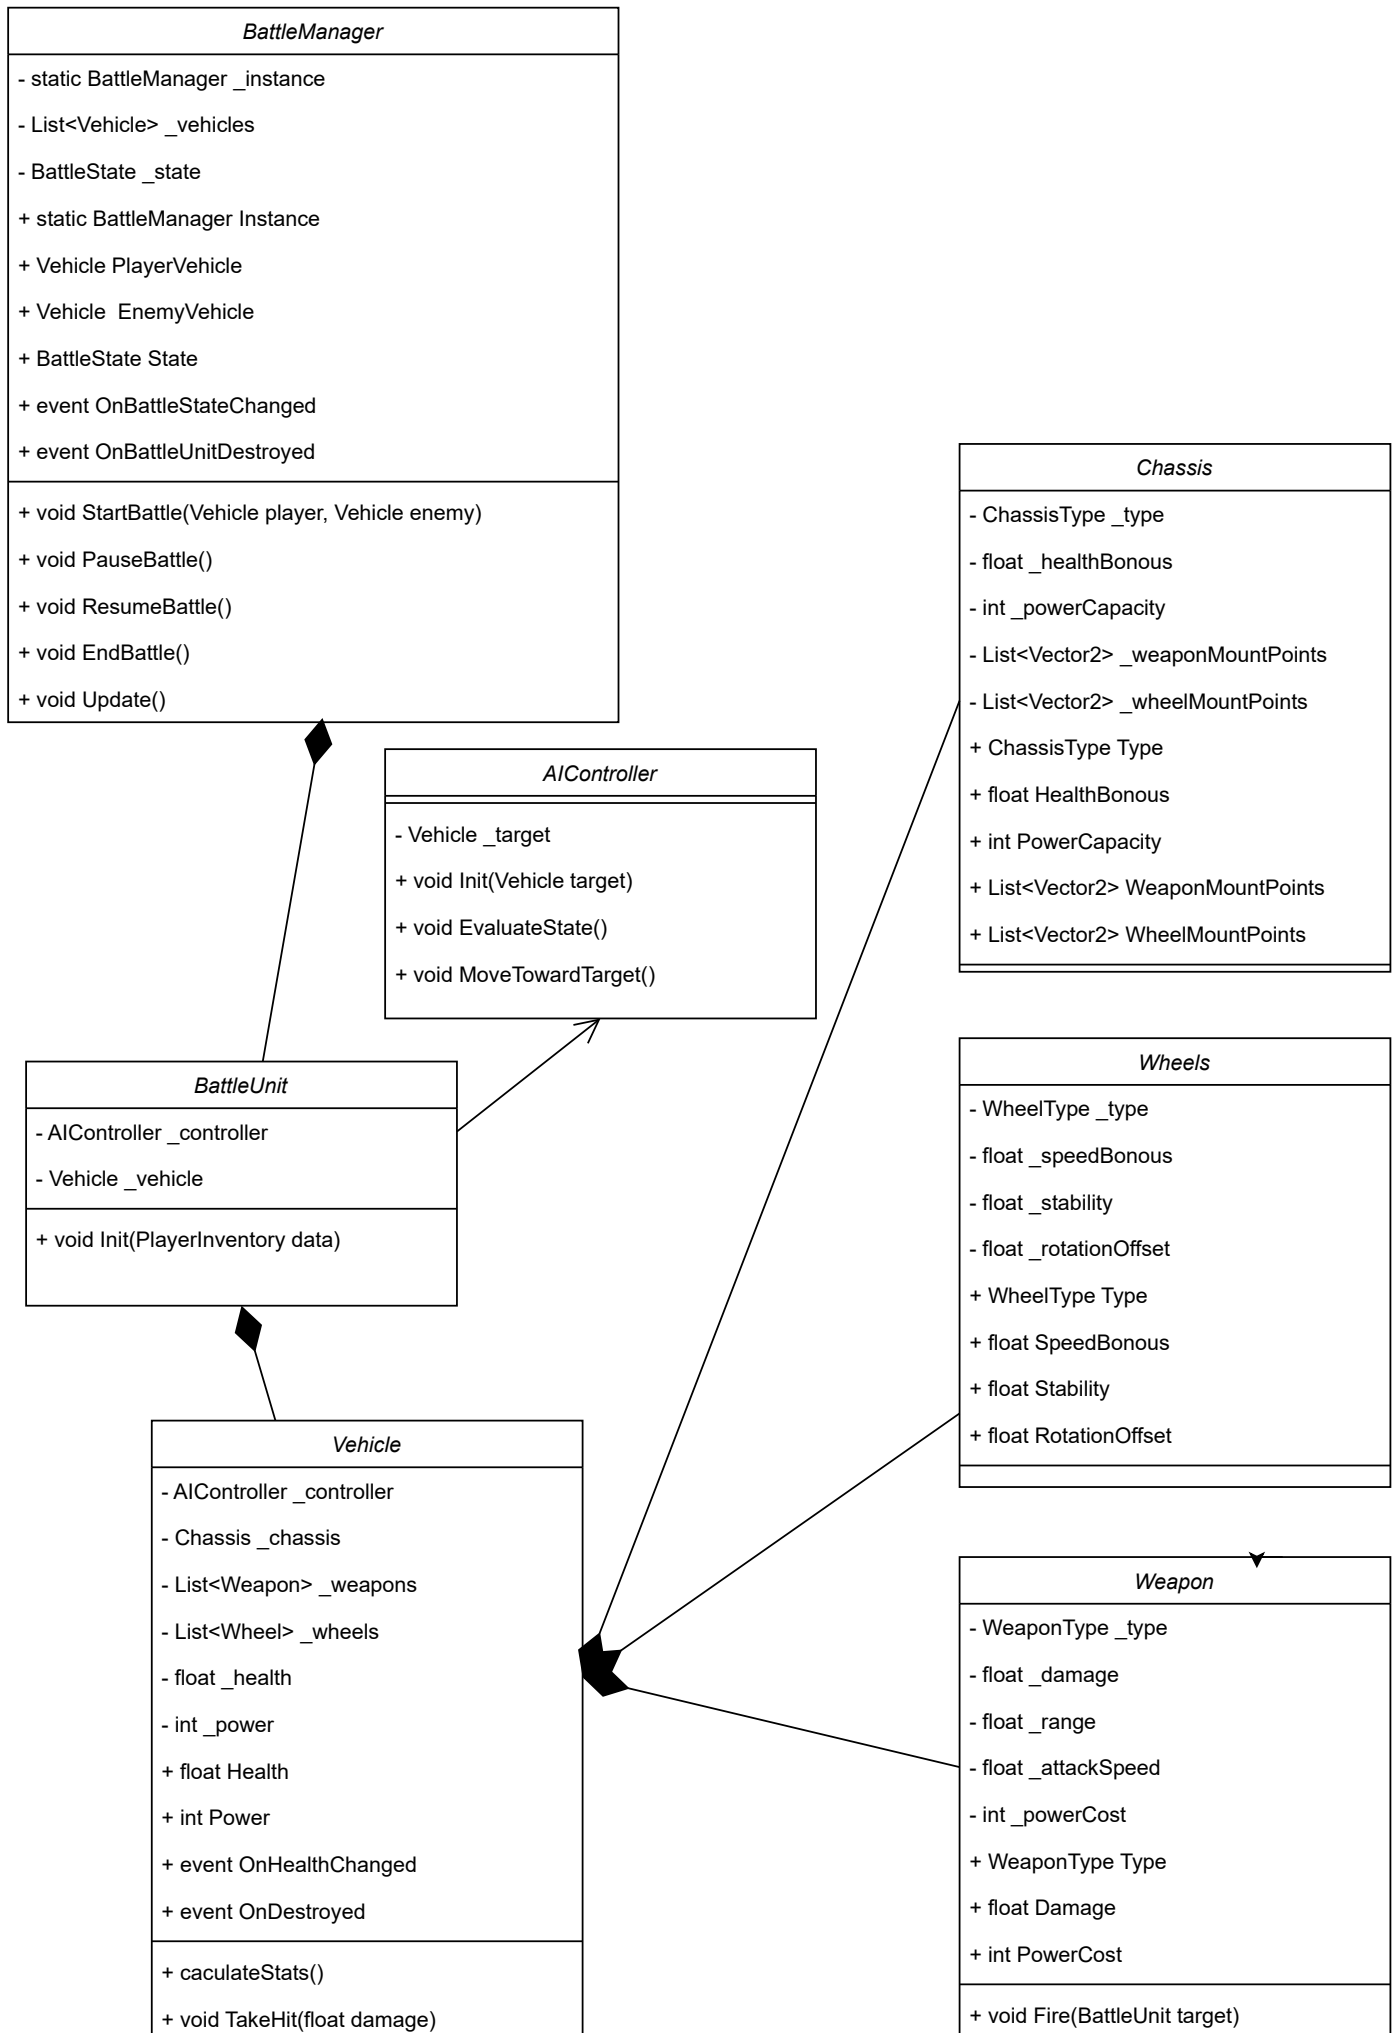 BattleManager
- static BattleManager _instance
- List<Vehicle> _vehicles
- BattleState _state
+ static BattleManager Instance
+ Vehicle PlayerVehicle
+ Vehicle  EnemyVehicle
+ BattleState State
+ event OnBattleStateChanged
+ event OnBattleUnitDestroyed
+ void StartBattle(Vehicle player, Vehicle enemy)
+ void PauseBattle()
+ void ResumeBattle()
+ void EndBattle()
+ void Update()
AIController
- Vehicle _target
+ void Init(Vehicle target)
+ void EvaluateState()
+ void MoveTowardTarget()
BattleUnit
- AIController _controller
- Vehicle _vehicle
+ void Init(PlayerInventory data)
Vehicle
- AIController _controller
- Chassis _chassis
- List<Weapon> _weapons
- List<Wheel> _wheels
- float _health
- int _power
+ float Health
+ int Power
+ event OnHealthChanged
+ event OnDestroyed
+ caculateStats()
+ void TakeHit(float damage)
Chassis
- ChassisType _type
- float _healthBonous
- int _powerCapacity
- List<Vector2> _weaponMountPoints
- List<Vector2> _wheelMountPoints
+ ChassisType Type
+ float HealthBonous
+ int PowerCapacity
+ List<Vector2> WeaponMountPoints
+ List<Vector2> WheelMountPoints
Wheels
- WheelType _type
- float _speedBonous
- float _stability
- float _rotationOffset
+ WheelType Type
+ float SpeedBonous
+ float Stability
+ float RotationOffset
Weapon
- WeaponType _type
- float _damage
- float _range
- float _attackSpeed
- int _powerCost
+ WeaponType Type
+ float Damage
+ int PowerCost
+ void Fire(BattleUnit target)